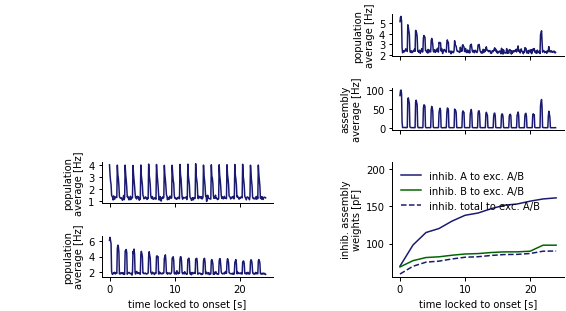 population
average [Hz]
5
4
3
2
assembly
average [Hz]
100
50
0
population
average [Hz]
4
3
2
1
population
average [Hz]
6
4
2
0
10
20
time locked to onset [s]
inhib. assembly
weights [pF]
200
150
100
inhib. A to exc. A/B
inhib. B to exc. A/B
inhib. total to exc. A/B
0
10
20
time locked to onset [s]